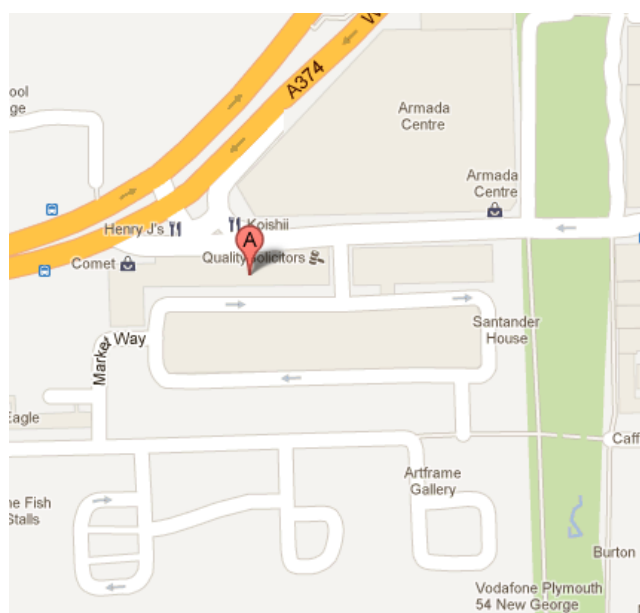 W
A374
ool
ge
Armada
Centre
Armada
Centre
Henry J's
Koishii
A
Quality Solicitors
Comet
Market Way
Santander
House
Eagle
Caff
Artframe
Gallery
ne Fish
Stalls
Burton
Vodafone Plymouth
54 New George